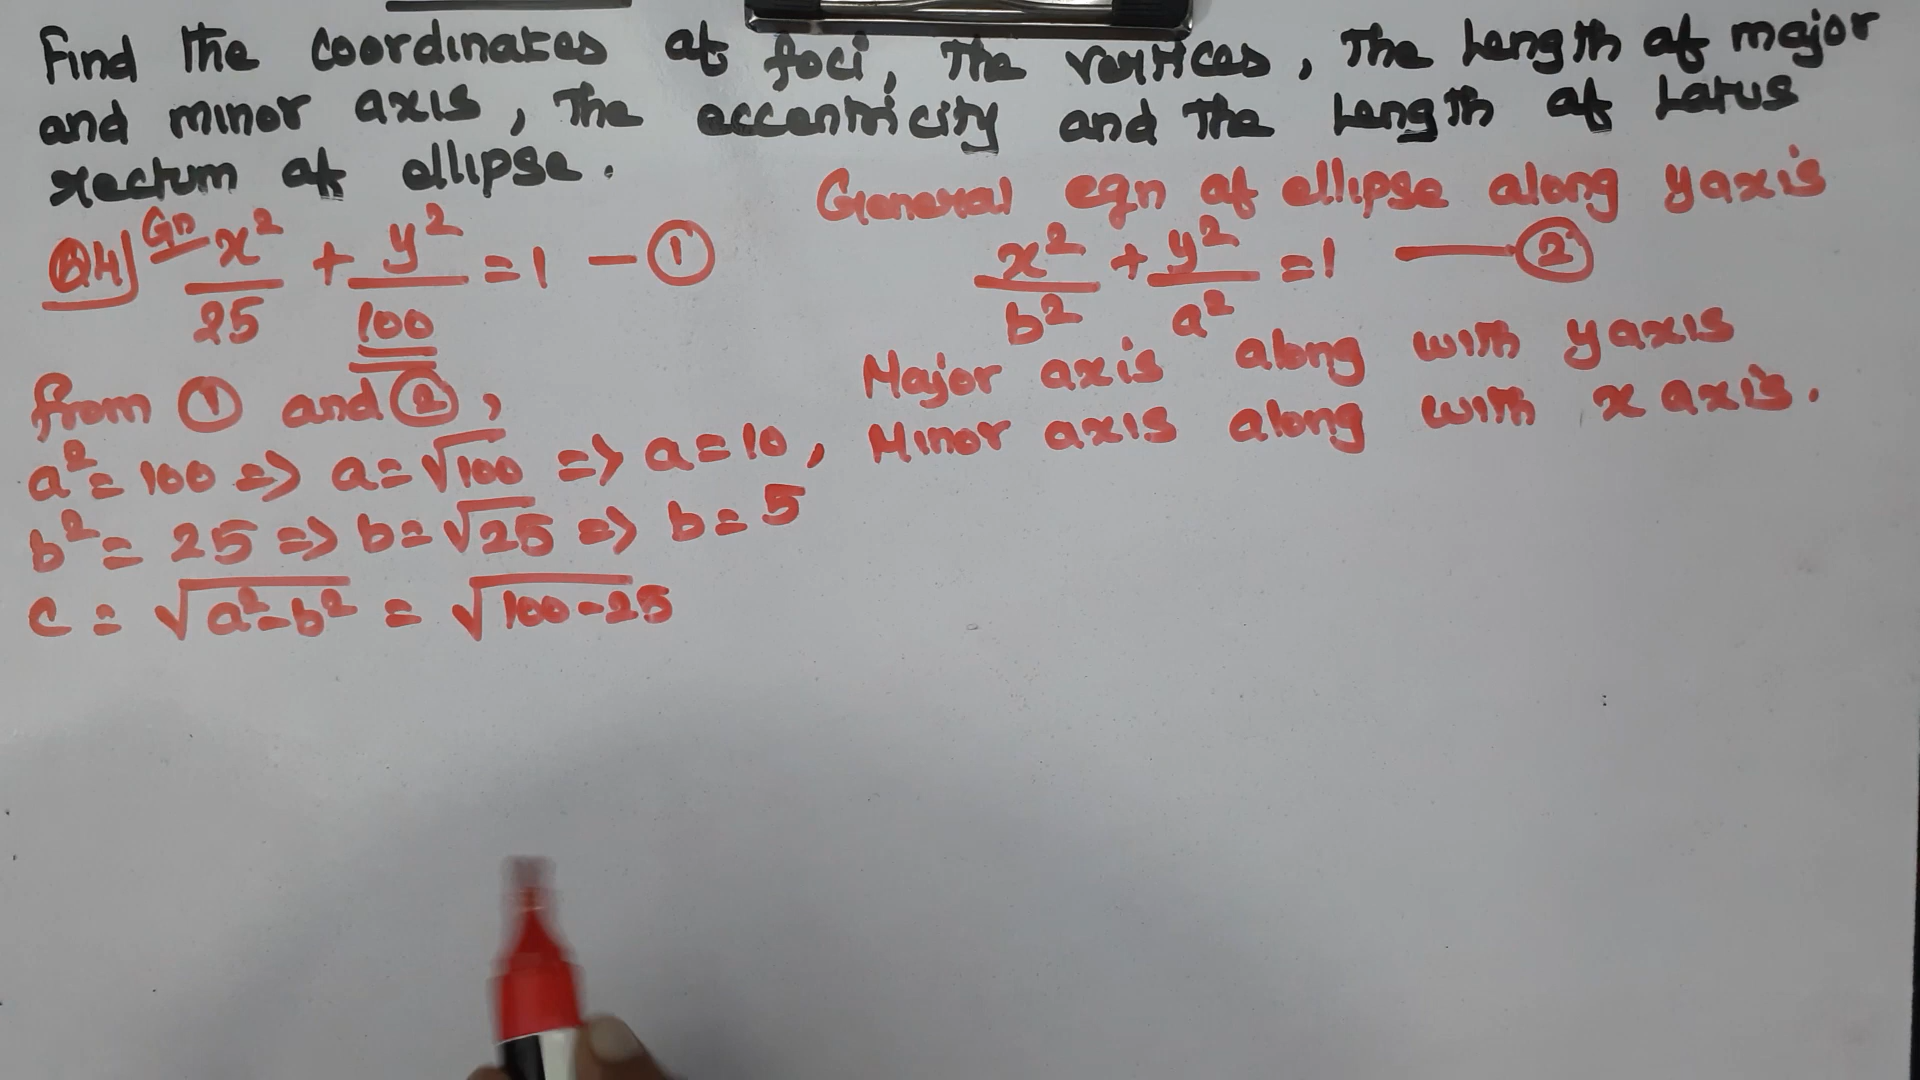 Find the coordinates of foci, The vertices, The Length of major
and minor axis, The eccentricity and The Length of Latus
rectum of ellipse.
General eqn of ellipse along y axis
Q4) Gn x²/25 + y²/100 = 1 — ①
x²/b² + y²/a² = 1 — ②
Major axis along with y axis
from ① and ②,
Minor axis along with x axis.
a² = 100 => a = √100 => a = 10,
b² = 25 => b = √25 => b = 5
c = √a²-b² = √100-25